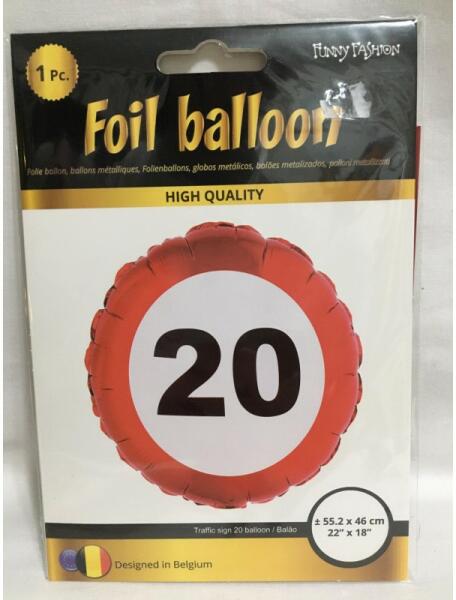 FUNNY FASHION
1 Pc.
Foil balloon
Folie ballon, ballons métalliques, Folienballons, globos metálicos, balões metalizados, palloni metallizzati
HIGH QUALITY
20
Traffic sign 20 balloon / Balão
± 55.2 x 46 cm
22" x 18"
Designed in Belgium